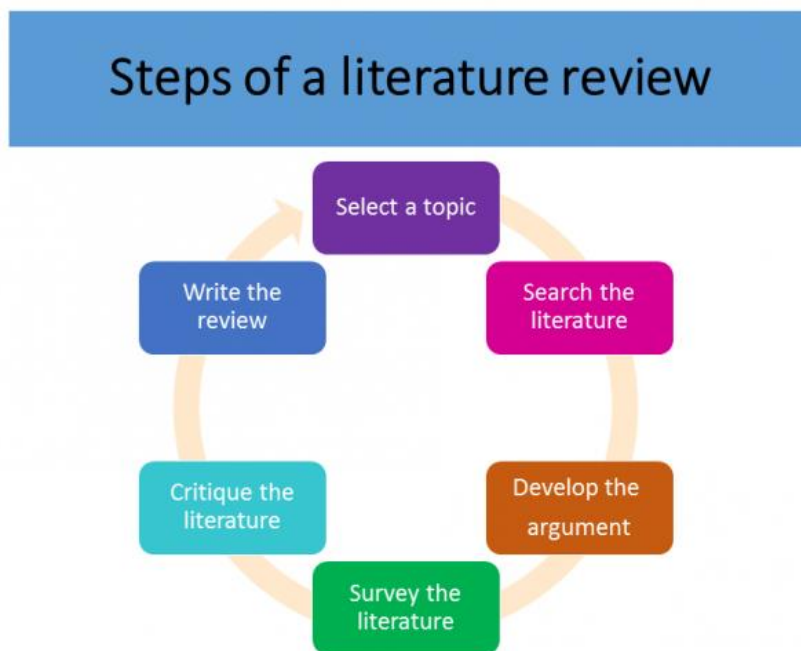 Steps of a literature review
Select a topic
Search the
literature
Develop the
argument
Survey the
literature
Critique the
literature
Write the
review